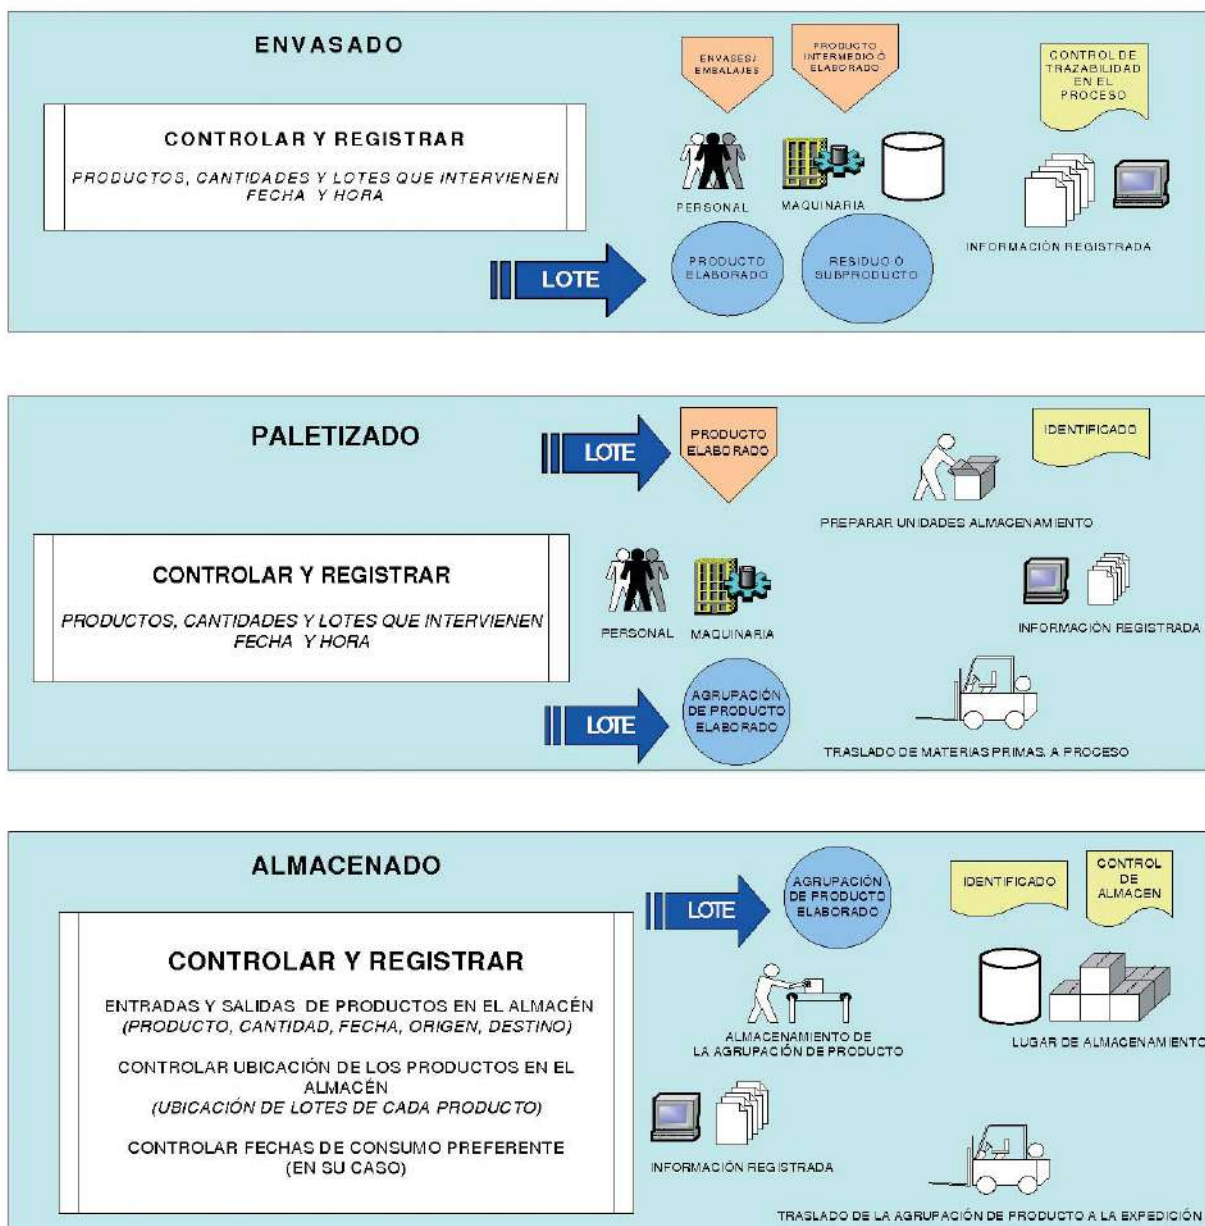 ENVASADO
CONTROLAR Y REGISTRAR
PRODUCTOS, CANTIDADES Y LOTES QUE INTERVIENEN
FECHA Y HORA
LOTE
ENVASES/
EMBALAJES
PRODUCTO
INTERMEDIO Ó
ELABORADO
CONTROL DE
TRAZABILIDAD
EN EL
PROCESO
PERSONAL
MAQUINARIA
INFORMACIÓN REGISTRADA
PRODUCTO
ELABORADO
RESIDUO Ó
SUBPRODUCTO
PALETIZADO
LOTE
PRODUCTO
ELABORADO
IDENTIFICADO
PREPARAR UNIDADES ALMACENAMIENTO
CONTROLAR Y REGISTRAR
PRODUCTOS, CANTIDADES Y LOTES QUE INTERVIENEN
FECHA Y HORA
PERSONAL
MAQUINARIA
INFORMACIÓN REGISTRADA
LOTE
AGRUPACIÓN
DE PRODUCTO
ELABORADO
TRASLADO DE MATERIAS PRIMAS. A PROCESO
ALMACENADO
LOTE
AGRUPACIÓN
DE PRODUCTO
ELABORADO
IDENTIFICADO
CONTROL
DE
ALMACEN
CONTROLAR Y REGISTRAR
ENTRADAS Y SALIDAS DE PRODUCTOS EN EL ALMACÉN
(PRODUCTO, CANTIDAD, FECHA, ORIGEN, DESTINO)
CONTROLAR UBICACIÓN DE LOS PRODUCTOS EN EL
ALMACÉN
(UBICACIÓN DE LOTES DE CADA PRODUCTO)
CONTROLAR FECHAS DE CONSUMO PREFERENTE
(EN SU CASO)
ALMACENAMIENTO DE
LA AGRUPACIÓN DE PRODUCTO
LUGAR DE ALMACENAMIENTO
INFORMACIÓN REGISTRADA
TRASLADO DE LA AGRUPACIÓN DE PRODUCTO A LA EXPEDICIÓN